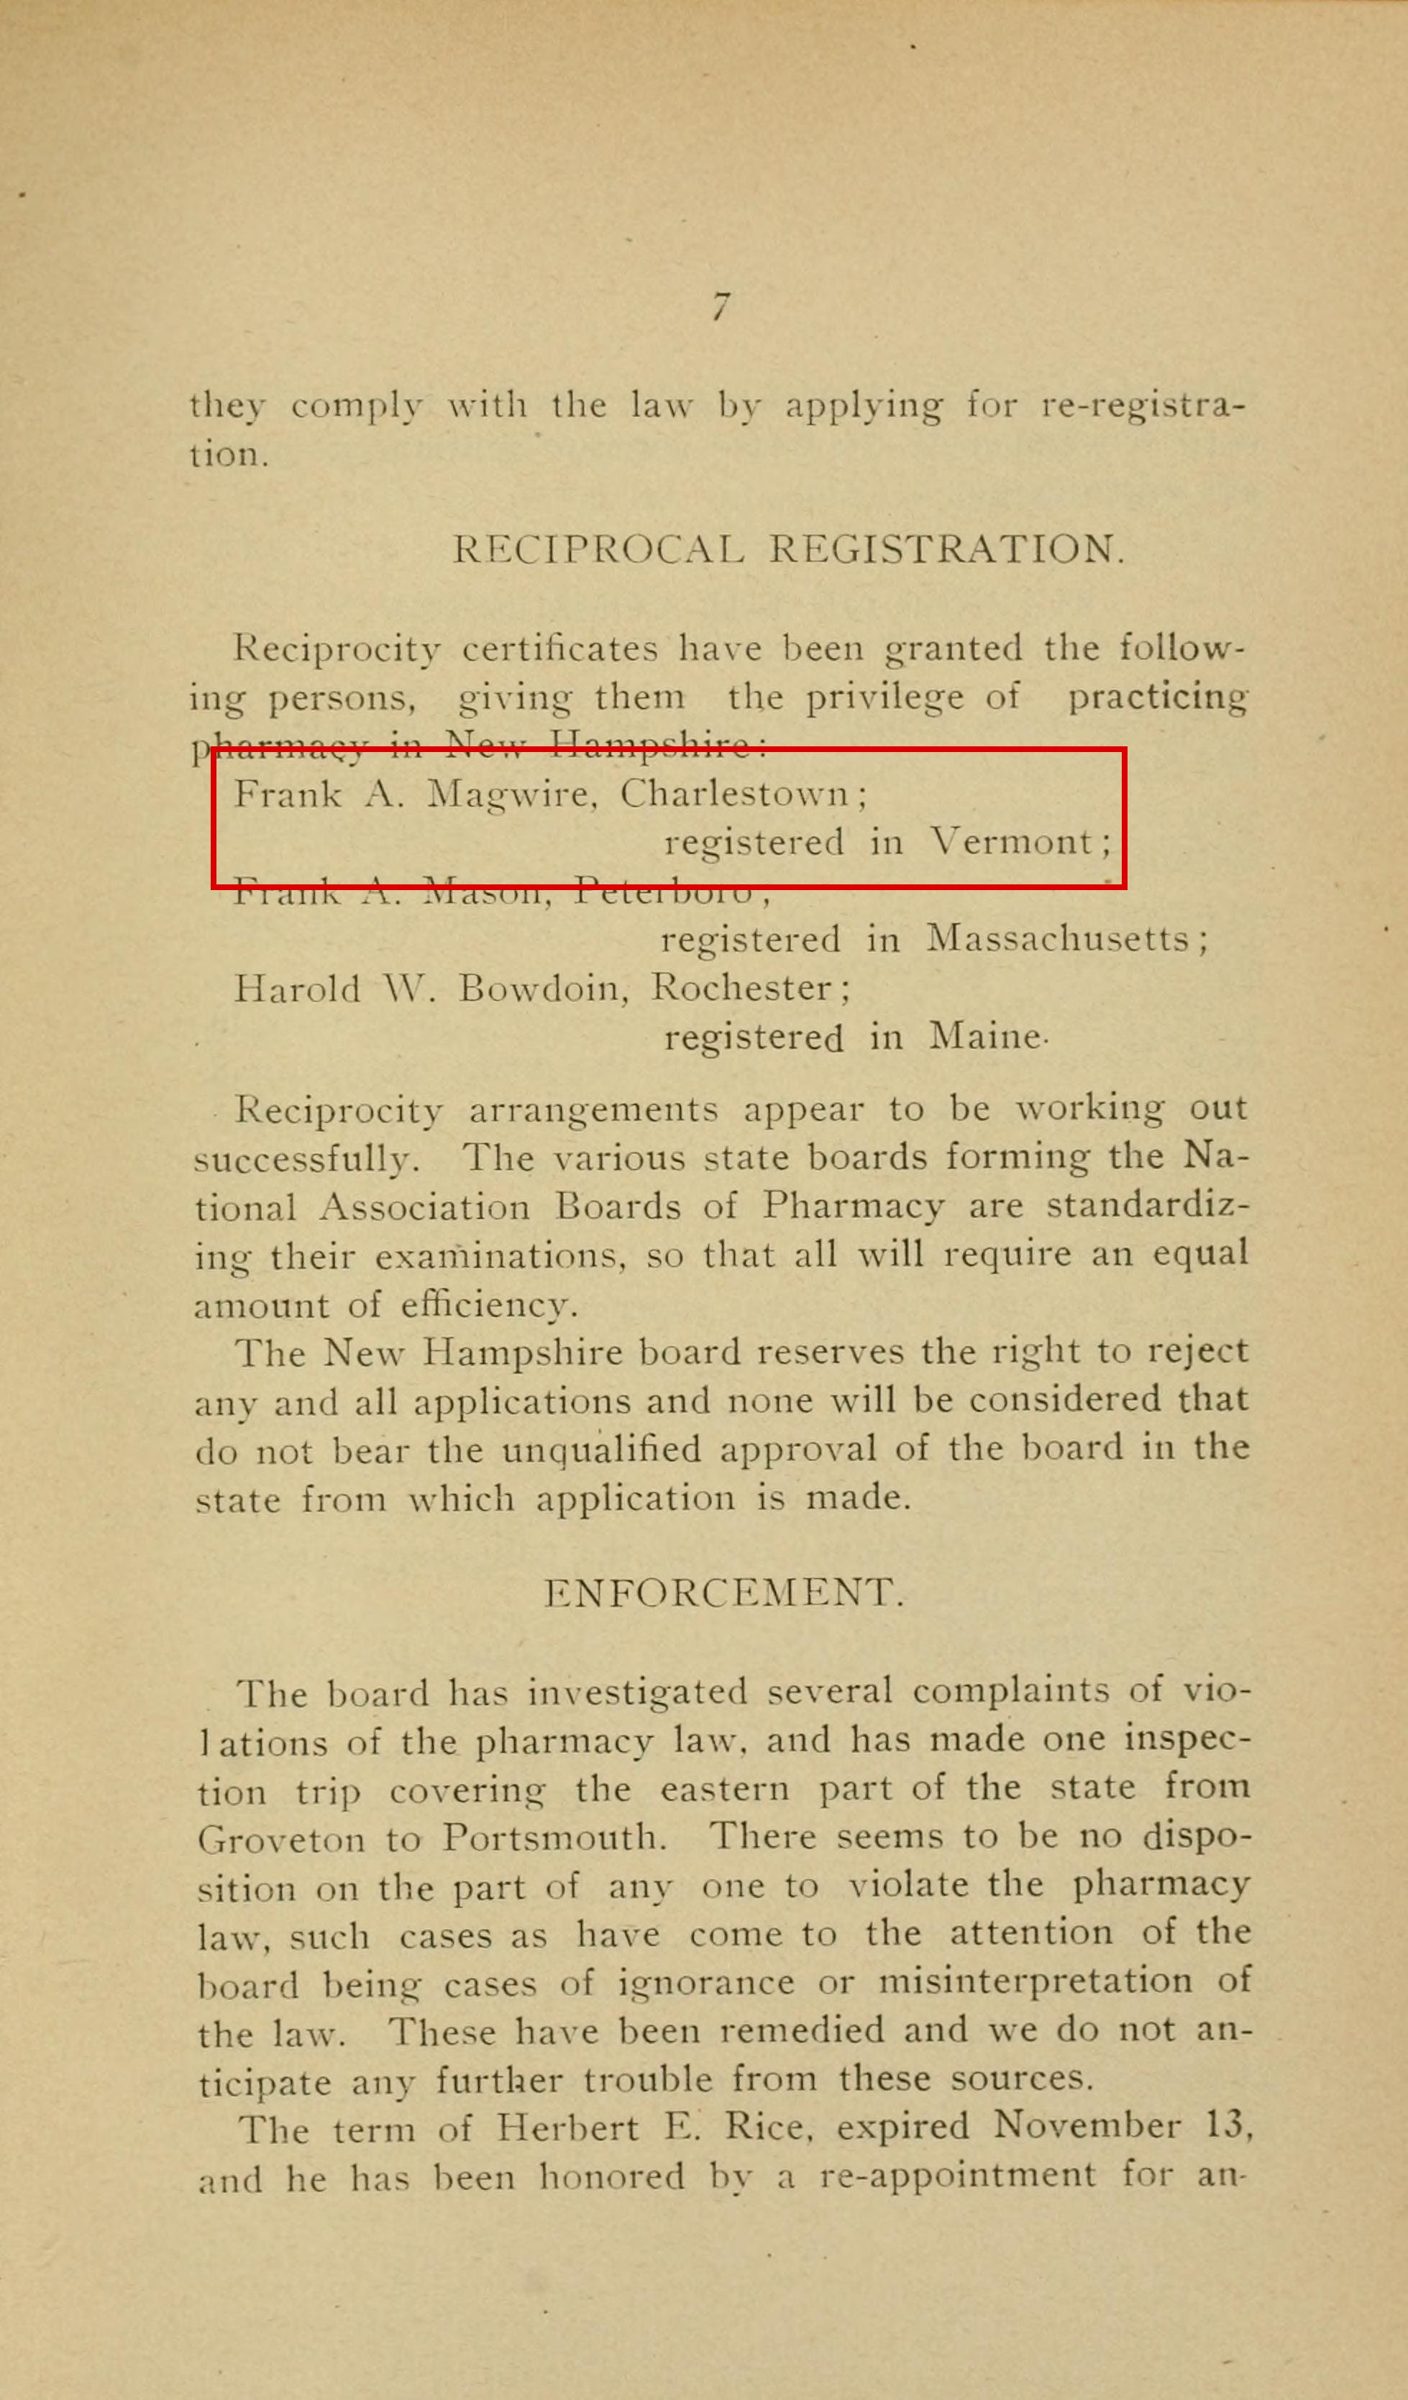 7
they comply with the law by applying for re-registra-
tion.
RECIPROCAL REGISTRATION.
Reciprocity certificates have been granted the follow-
ing persons, giving them the privilege of practicing
pharmacy in New Hampshire:
Frank A. Magwire, Charlestown;
registered in Vermont;
Frank A. Mason, Peterboro;
registered in Massachusetts;
Harold W. Bowdoin, Rochester;
registered in Maine.
Reciprocity arrangements appear to be working out
successfully. The various state boards forming the Na-
tional Association Boards of Pharmacy are standardiz-
ing their examinations, so that all will require an equal
amount of efficiency.
The New Hampshire board reserves the right to reject
any and all applications and none will be considered that
do not bear the unqualified approval of the board in the
state from which application is made.
ENFORCEMENT.
The board has investigated several complaints of vio-
lations of the pharmacy law, and has made one inspec-
tion trip covering the eastern part of the state from
Groveton to Portsmouth. There seems to be no dispo-
sition on the part of any one to violate the pharmacy
law, such cases as have come to the attention of the
board being cases of ignorance or misinterpretation of
the law. These have been remedied and we do not an-
ticipate any further trouble from these sources.
The term of Herbert E. Rice, expired November 13,
and he has been honored by a re-appointment for an-